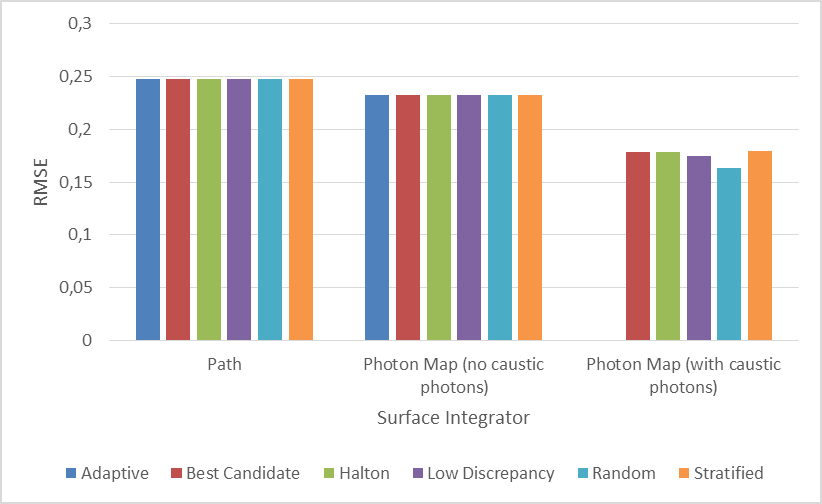 0,3
0,25
0,2
0,15
0,1
0,05
0
RMSE
Path
Photon Map (no caustic
photons)
Photon Map (with caustic
photons)
Surface Integrator
Adaptive
Best Candidate
Halton
Low Discrepancy
Random
Stratified